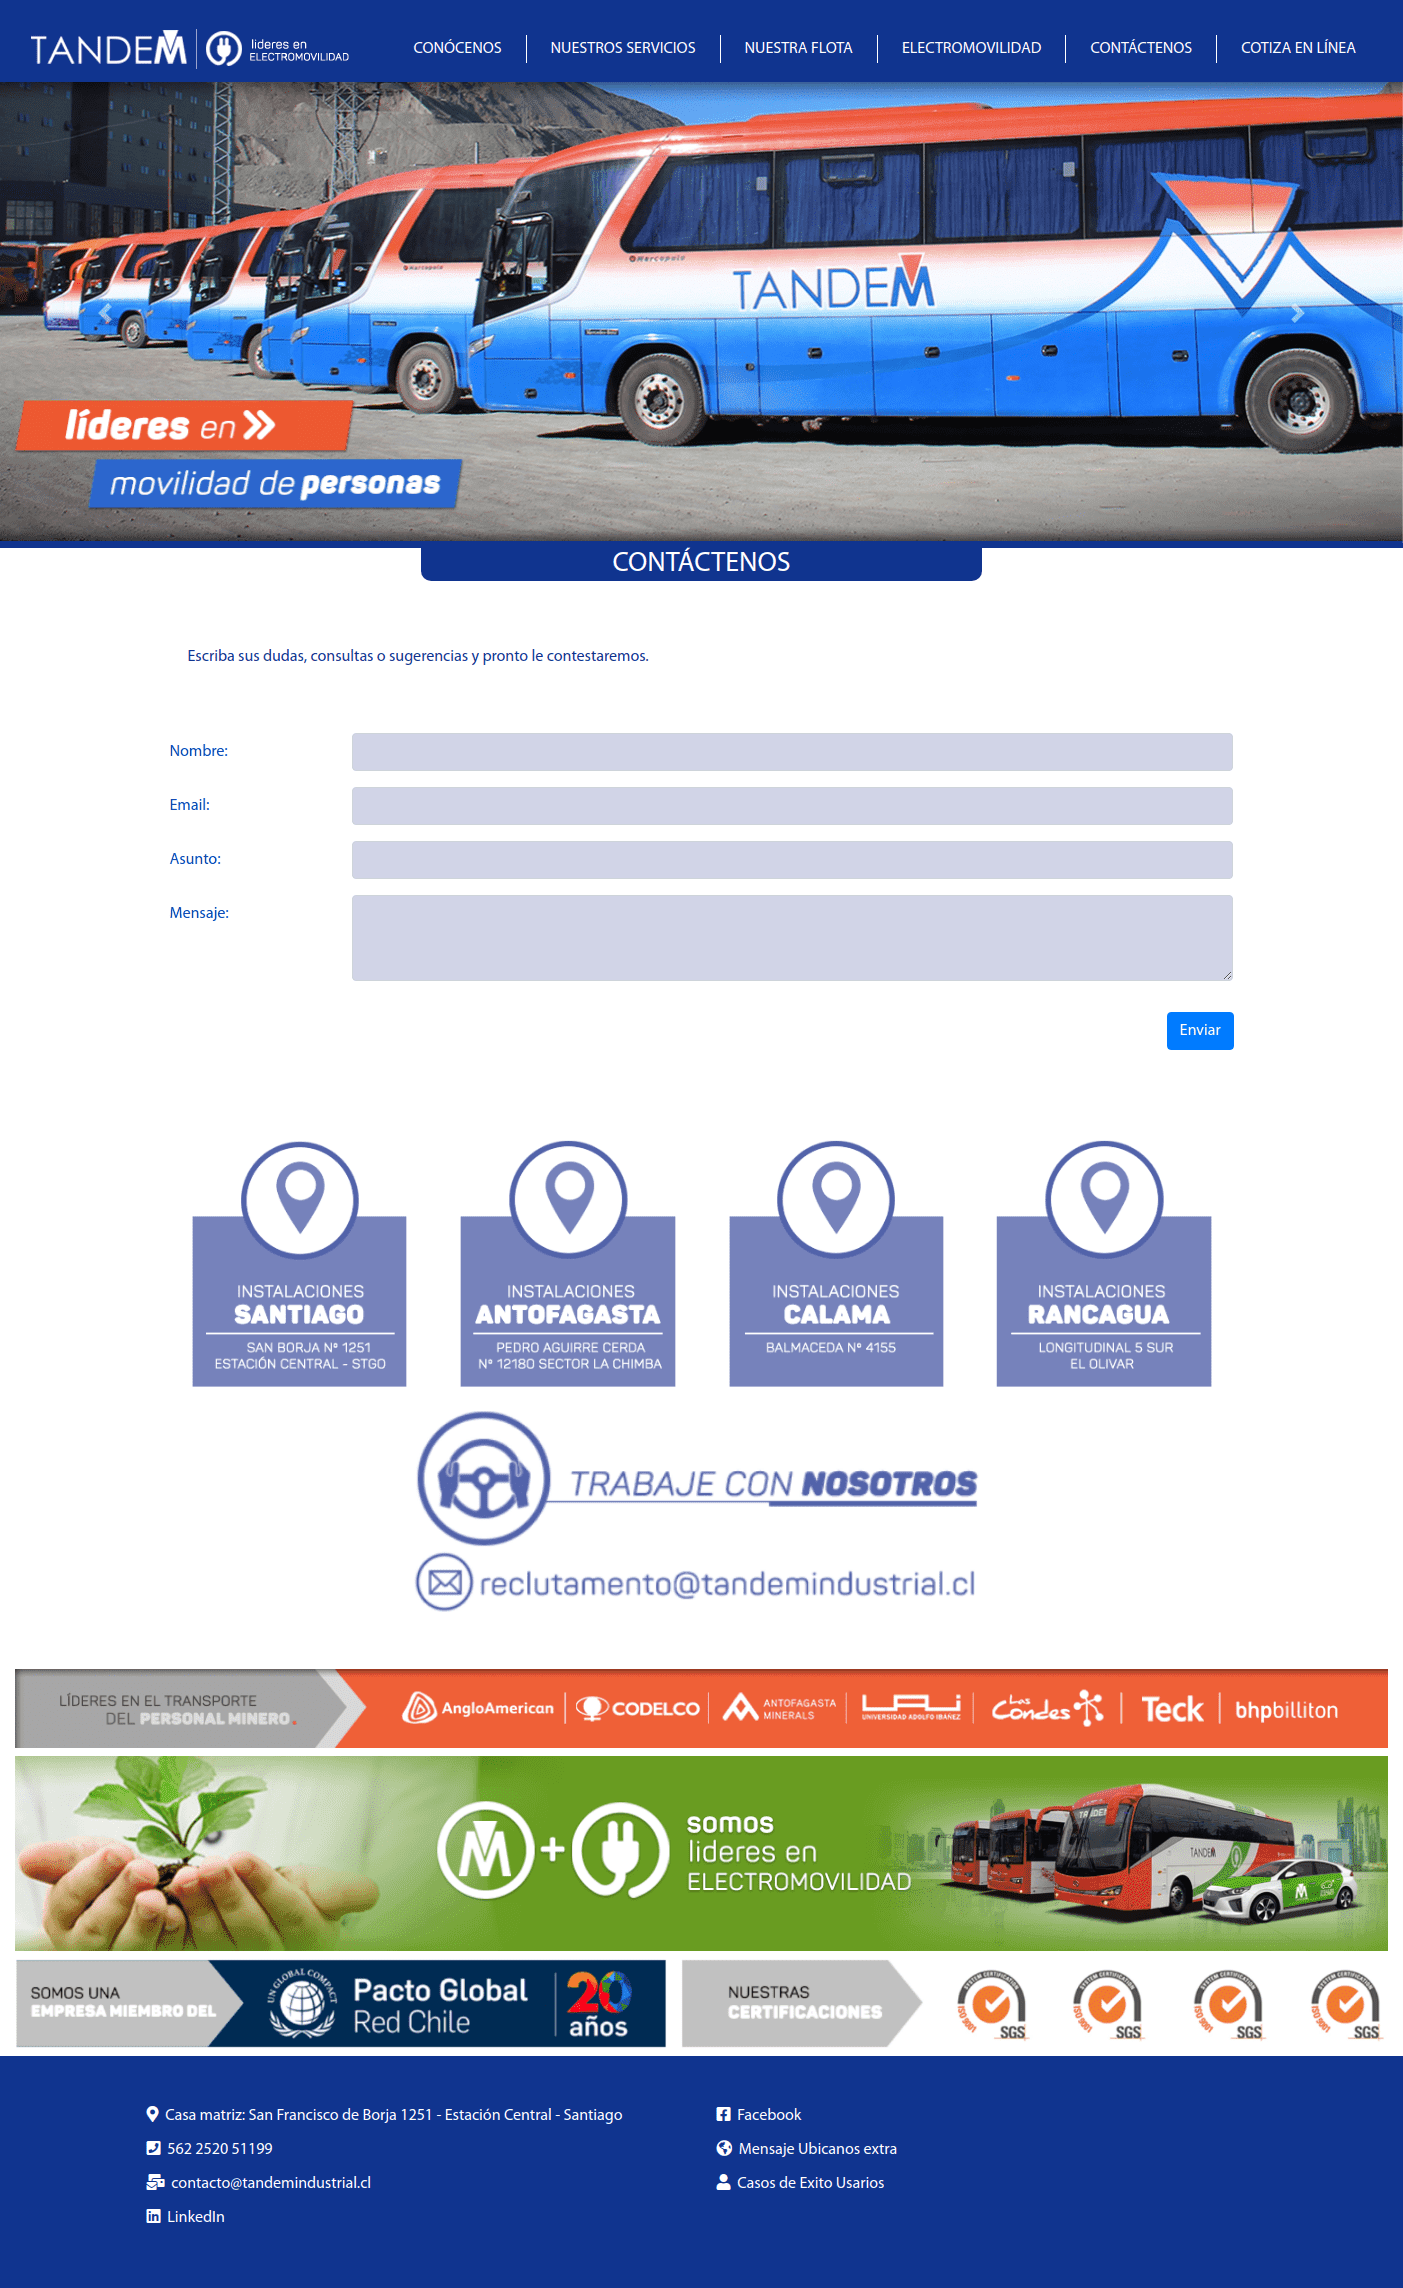 TANDEM
lideres en
ELECTROMOVILIDAD
CONÓCENOS
NUESTROS SERVICIOS
NUESTRA FLOTA
ELECTROMOVILIDAD
CONTÁCTENOS
COTIZA EN LÍNEA
Marcopolo
Marcopolo
TANDEM
líderes en »
movilidad de personas
CONTÁCTENOS
Escriba sus dudas, consultas o sugerencias y pronto le contestaremos.
Nombre:
Email:
Asunto:
Mensaje:
Enviar
INSTALACIONES
SANTIAGO
SAN BORJA Nº 1251
ESTACIÓN CENTRAL - STGO
INSTALACIONES
ANTOFAGASTA
PEDRO AGUIRRE CERDA
Nº 12180 SECTOR LA CHIMBA
INSTALACIONES
CALAMA
BALMACEDA Nº 4155
INSTALACIONES
RANCAGUA
LONGITUDINAL 5 SUR
EL OLIVAR
TRABAJE CON NOSOTROS
reclutamento@tandemindustrial.cl
LÍDERES EN EL TRANSPORTE
DEL PERSONAL MINERO.
AngloAmerican
CODELCO
ANTOFAGASTA
MINERALS
UAI
UNIVERSIDAD ADOLFO IBAÑEZ
Las
Condes
Teck
bhpbilliton
M + somos
lideres en
ELECTROMOVILIDAD
TANDEM
TANDEM
SOMOS UNA
EMPRESA MIEMBRO DEL
UN GLOBAL COMPACT
Pacto Global
Red Chile
20
años
NUESTRAS
CERTIFICACIONES
SYSTEM CERTIFICATION
ISO 9001
SGS
SYSTEM CERTIFICATION
ISO 9001
SGS
SYSTEM CERTIFICATION
ISO 9001
SGS
SYSTEM CERTIFICATION
ISO 9001
SGS
Casa matriz: San Francisco de Borja 1251 - Estación Central - Santiago
562 2520 51199
contacto@tandemindustrial.cl
LinkedIn
Facebook
Mensaje Ubicanos extra
Casos de Exito Usarios